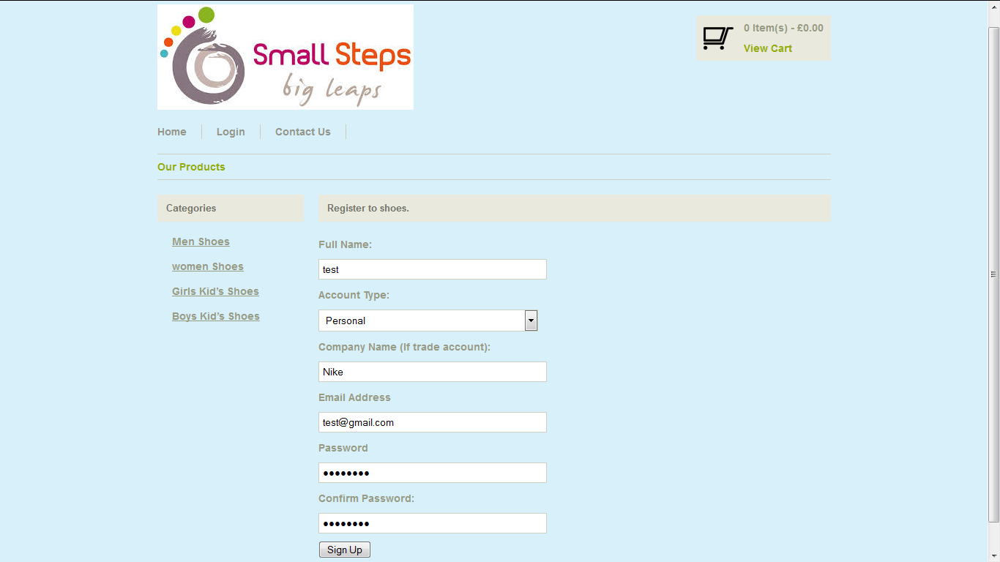 Small Steps
big leaps
0 Item(s) - £0.00
View Cart
Home
Login
Contact Us
Our Products
Categories
Men Shoes
women Shoes
Girls Kid’s Shoes
Boys Kid’s Shoes
Register to shoes.
Full Name:
test
Account Type:
Personal
Company Name (If trade account):
Nike
Email Address
test@gmail.com
Password
••••••••
Confirm Password:
••••••••
Sign Up